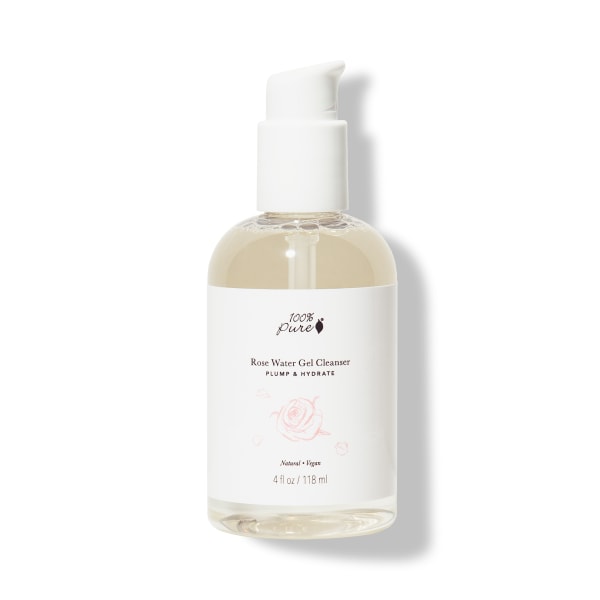 100%
pure
Rose Water Gel Cleanser
PLUMP & HYDRATE
Natural • Vegan
4 fl oz / 118 ml